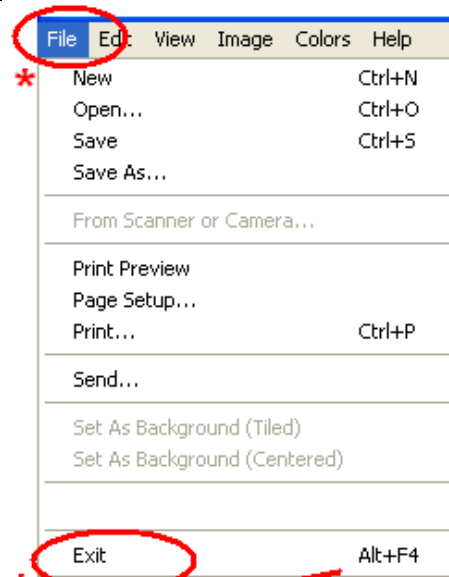 File Edit View Image Colors Help
* New Ctrl+N
Open... Ctrl+O
Save Ctrl+S
Save As...
From Scanner or Camera...
Print Preview
Page Setup...
Print... Ctrl+P
Send...
Set As Background (Tiled)
Set As Background (Centered)
Exit Alt+F4